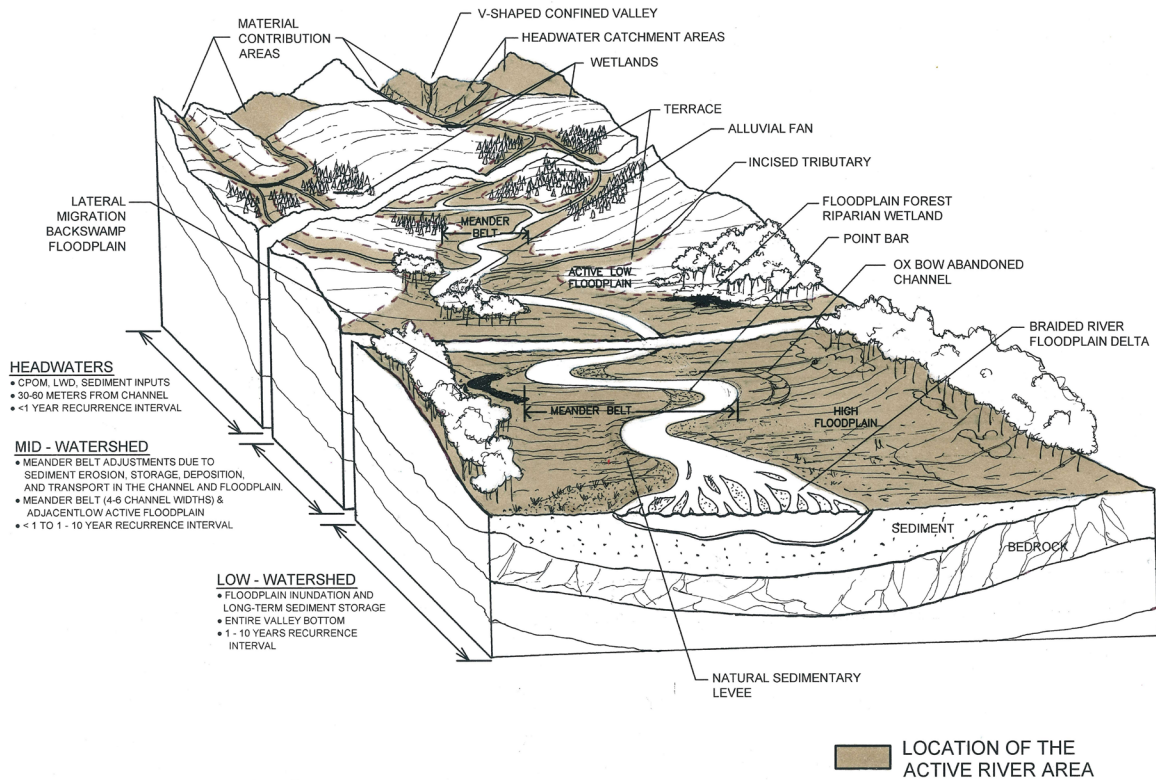 V-SHAPED CONFINED VALLEY
MATERIAL
CONTRIBUTION
AREAS
HEADWATER CATCHMENT AREAS
WETLANDS
TERRACE
ALLUVIAL FAN
INCISED TRIBUTARY
LATERAL
MIGRATION
BACKSWAMP
FLOODPLAIN
FLOODPLAIN FOREST
RIPARIAN WETLAND
MEANDER
BELT
POINT BAR
OX BOW ABANDONED
CHANNEL
ACTIVE LOW
FLOODPLAIN
BRAIDED RIVER
FLOODPLAIN DELTA
HEADWATERS
• CPOM, LWD, SEDIMENT INPUTS
• 30-60 METERS FROM CHANNEL
• <1 YEAR RECURRENCE INTERVAL
MEANDER BELT
HIGH
FLOODPLAIN
MID - WATERSHED
• MEANDER BELT ADJUSTMENTS DUE TO
SEDIMENT EROSION, STORAGE, DEPOSITION,
AND TRANSPORT IN THE CHANNEL AND FLOODPLAIN.
• MEANDER BELT (4-6 CHANNEL WIDTHS) &
ADJACENTLOW ACTIVE FLOODPLAIN
• < 1 TO 1 - 10 YEAR RECURRENCE INTERVAL
SEDIMENT
BEDROCK
LOW - WATERSHED
• FLOODPLAIN INUNDATION AND
LONG-TERM SEDIMENT STORAGE
• ENTIRE VALLEY BOTTOM
• 1 - 10 YEARS RECURRENCE
INTERVAL
NATURAL SEDIMENTARY
LEVEE
LOCATION OF THE
ACTIVE RIVER AREA